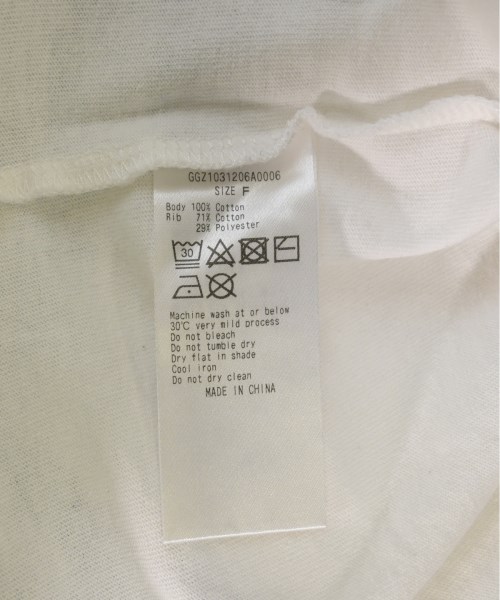 GGZ1031206A0006
SIZE F
Body 100% Cotton
Rib 71% Cotton
29% Polyester
30
Machine wash at or below
30℃ very mild process
Do not bleach
Do not tumble dry
Dry flat in shade
Cool iron
Do not dry clean
MADE IN CHINA